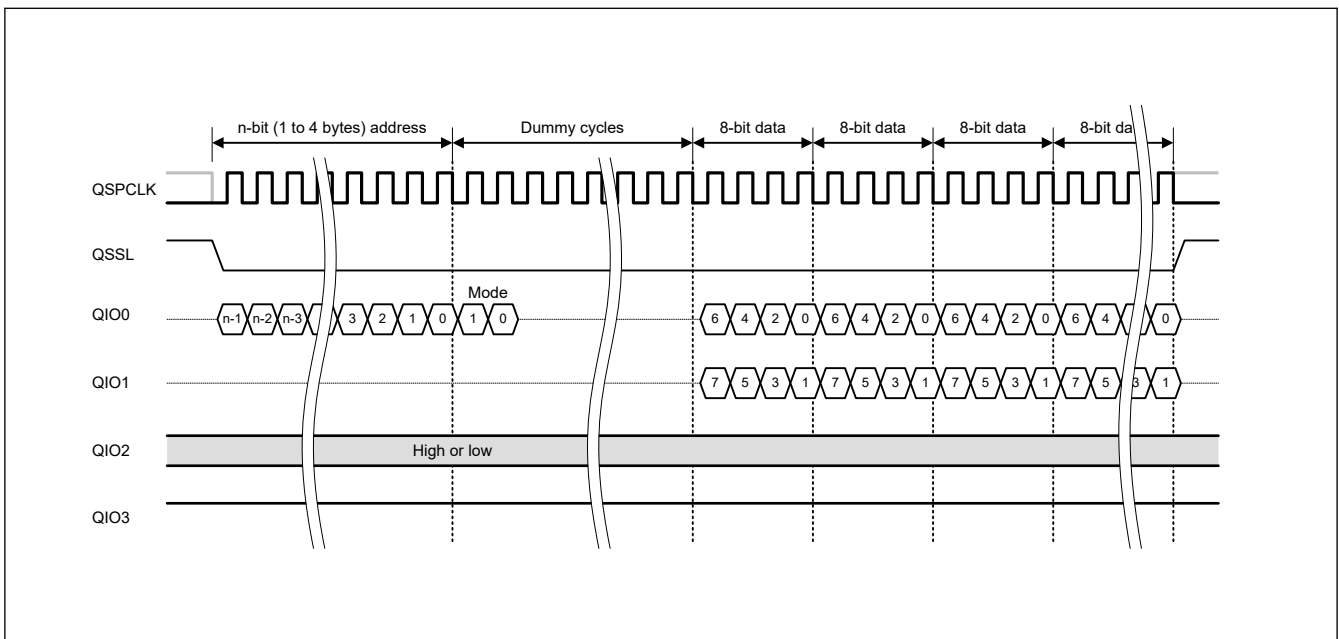 n-bit (1 to 4 bytes) address Dummy cycles 8-bit data 8-bit data 8-bit data 8-bit da
QSPCLK
QSSL
Mode
QIO0 n-1 n-2 n-3 3 2 1 0 1 0 6 4 2 0 6 4 2 0 6 4 2 0 6 4 0
QIO1 7 5 3 1 7 5 3 1 7 5 3 1 7 5 3 1
QIO2 High or low
QIO3